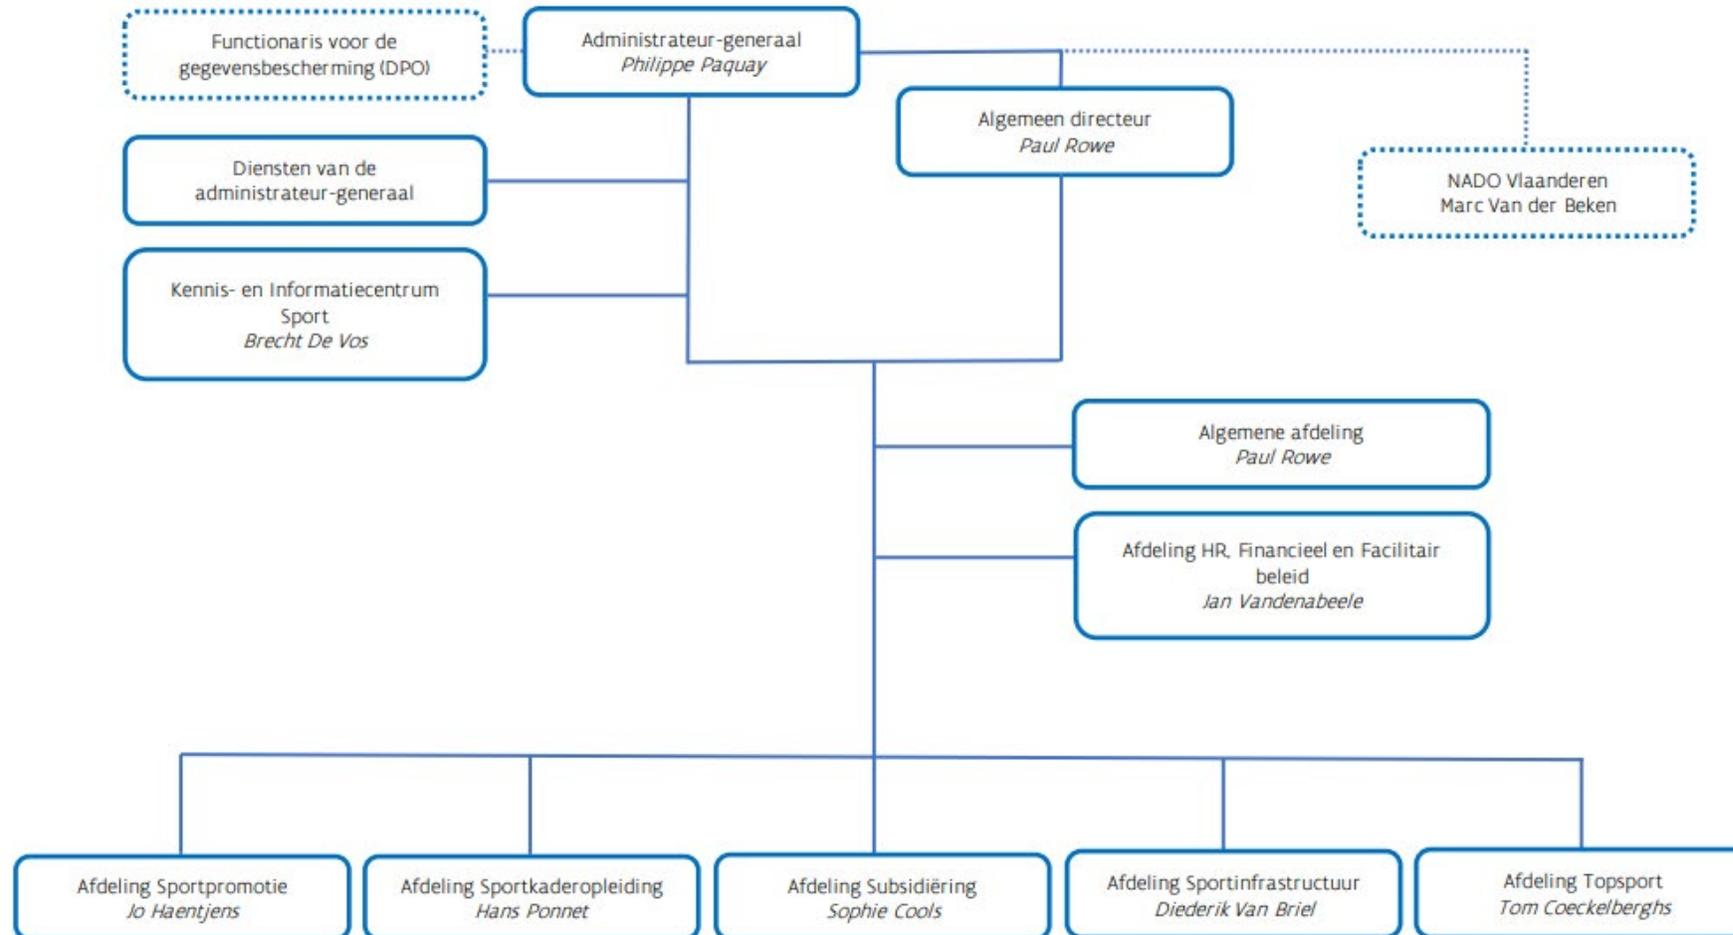 Functionaris voor de
gegevensbescherming (DPO)
Administrateur-generaal
Philippe Paquay
Algemeen directeur
Paul Rowe
NADO Vlaanderen
Marc Van der Beken
Diensten van de
administrateur-generaal
Kennis- en Informatiecentrum
Sport
Brecht De Vos
Algemene afdeling
Paul Rowe
Afdeling HR, Financieel en Facilitair
beleid
Jan Vandenabeele
Afdeling Sportpromotie
Jo Haentjens
Afdeling Sportkaderopleiding
Hans Ponnet
Afdeling Subsidiëring
Sophie Cools
Afdeling Sportinfrastructuur
Diederik Van Briel
Afdeling Topsport
Tom Coeckelberghs